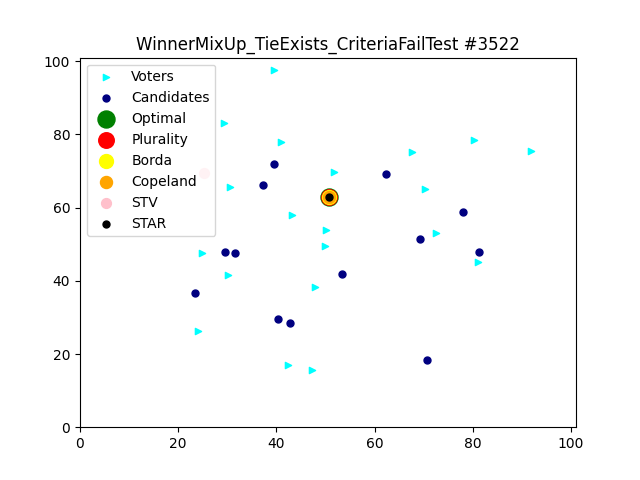 WinnerMixUp_TieExists_CriteriaFailTest #3522
100
80
60
40
20
0
Voters
Candidates
Optimal
Plurality
Borda
Copeland
STV
STAR
0 20 40 60 80 100